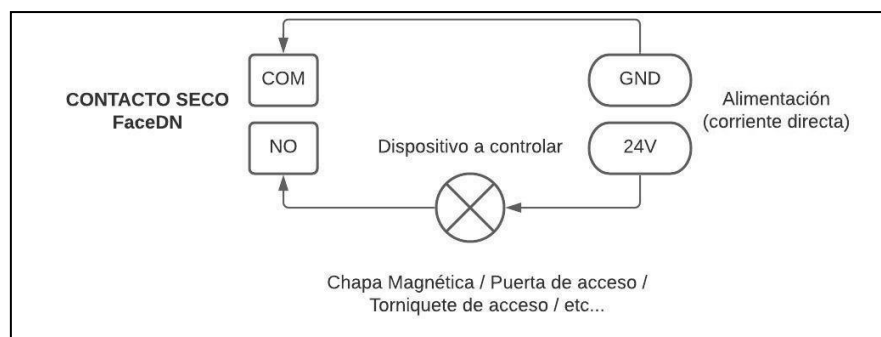 CONTACTO SECO
FaceDN
COM
NO
GND
24V
Alimentación
(corriente directa)
Dispositivo a controlar
Chapa Magnética / Puerta de acceso /
Torniquete de acceso / etc...